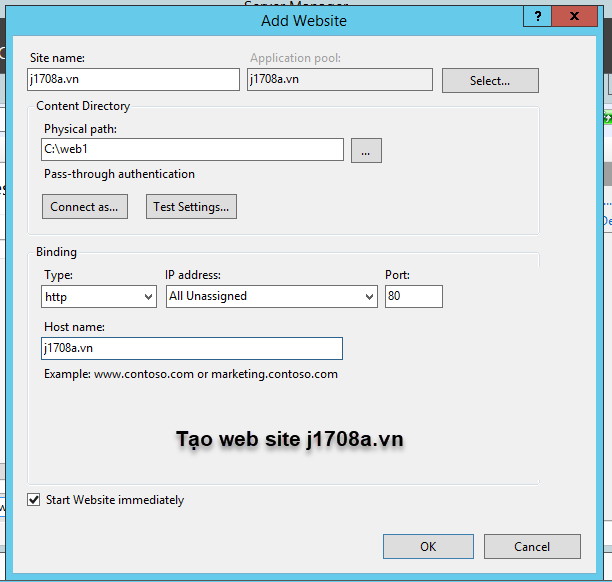 Server Manager
Add Website
?
X
Site name:
Application pool:
j1708a.vn
j1708a.vn
Select...
Content Directory
Physical path:
C:\web1
...
Pass-through authentication
Connect as...
Test Settings...
Binding
Type:
IP address:
Port:
http
All Unassigned
80
Host name:
j1708a.vn
Example: www.contoso.com or marketing.contoso.com
Tạo web site j1708a.vn
Start Website immediately
OK
Cancel